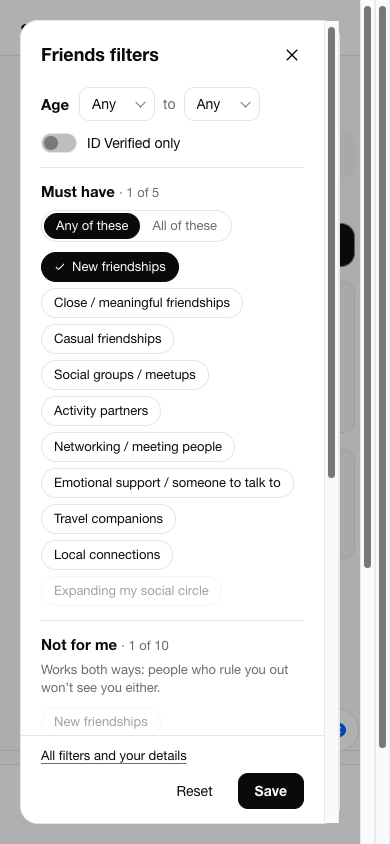 Friends filters
Age Any to Any
ID Verified only
Must have · 1 of 5
Any of these All of these
New friendships
Close / meaningful friendships
Casual friendships
Social groups / meetups
Activity partners
Networking / meeting people
Emotional support / someone to talk to
Travel companions
Local connections
Expanding my social circle
Not for me · 1 of 10
Works both ways: people who rule you out
won’t see you either.
New friendships
All filters and your details
Reset Save